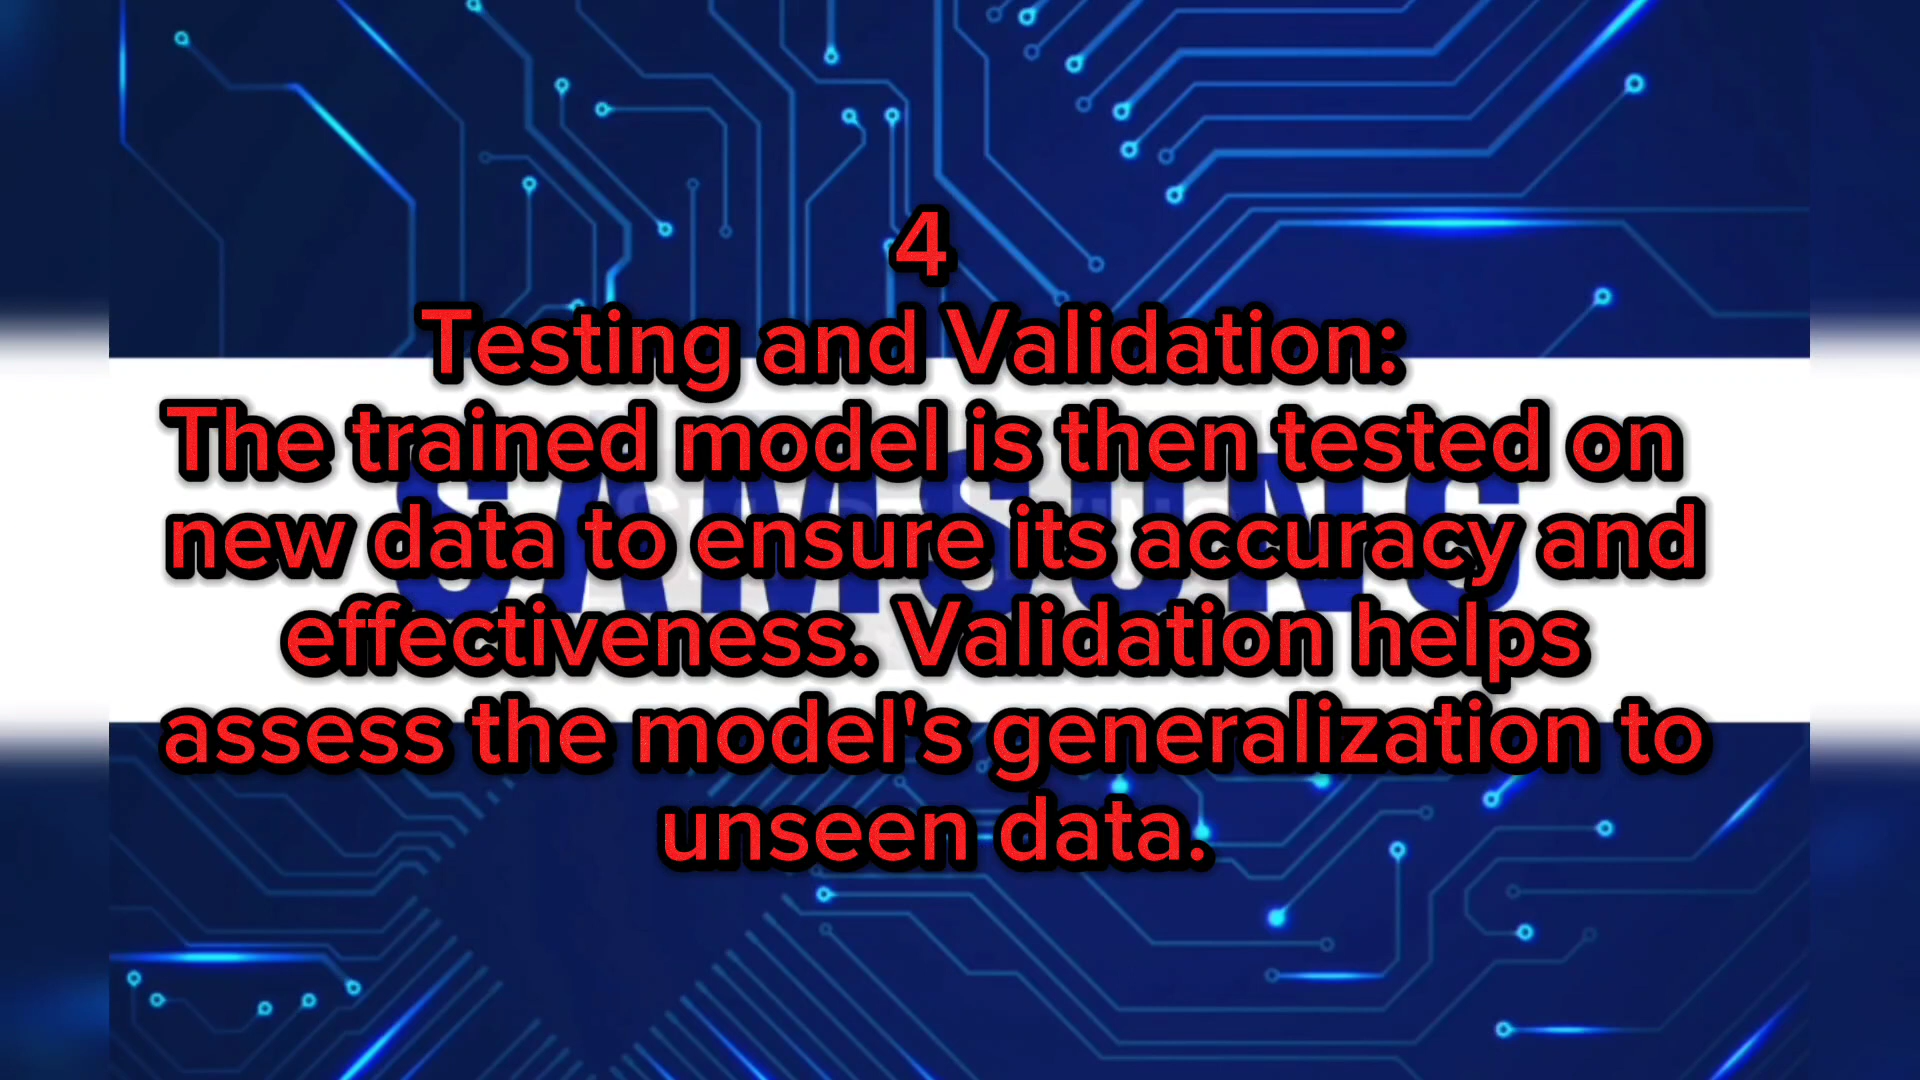 4
Testing and Validation:
The trained model is then tested on
new data to ensure its accuracy and
effectiveness. Validation helps
assess the model's generalization to
unseen data.
SAMSUNG